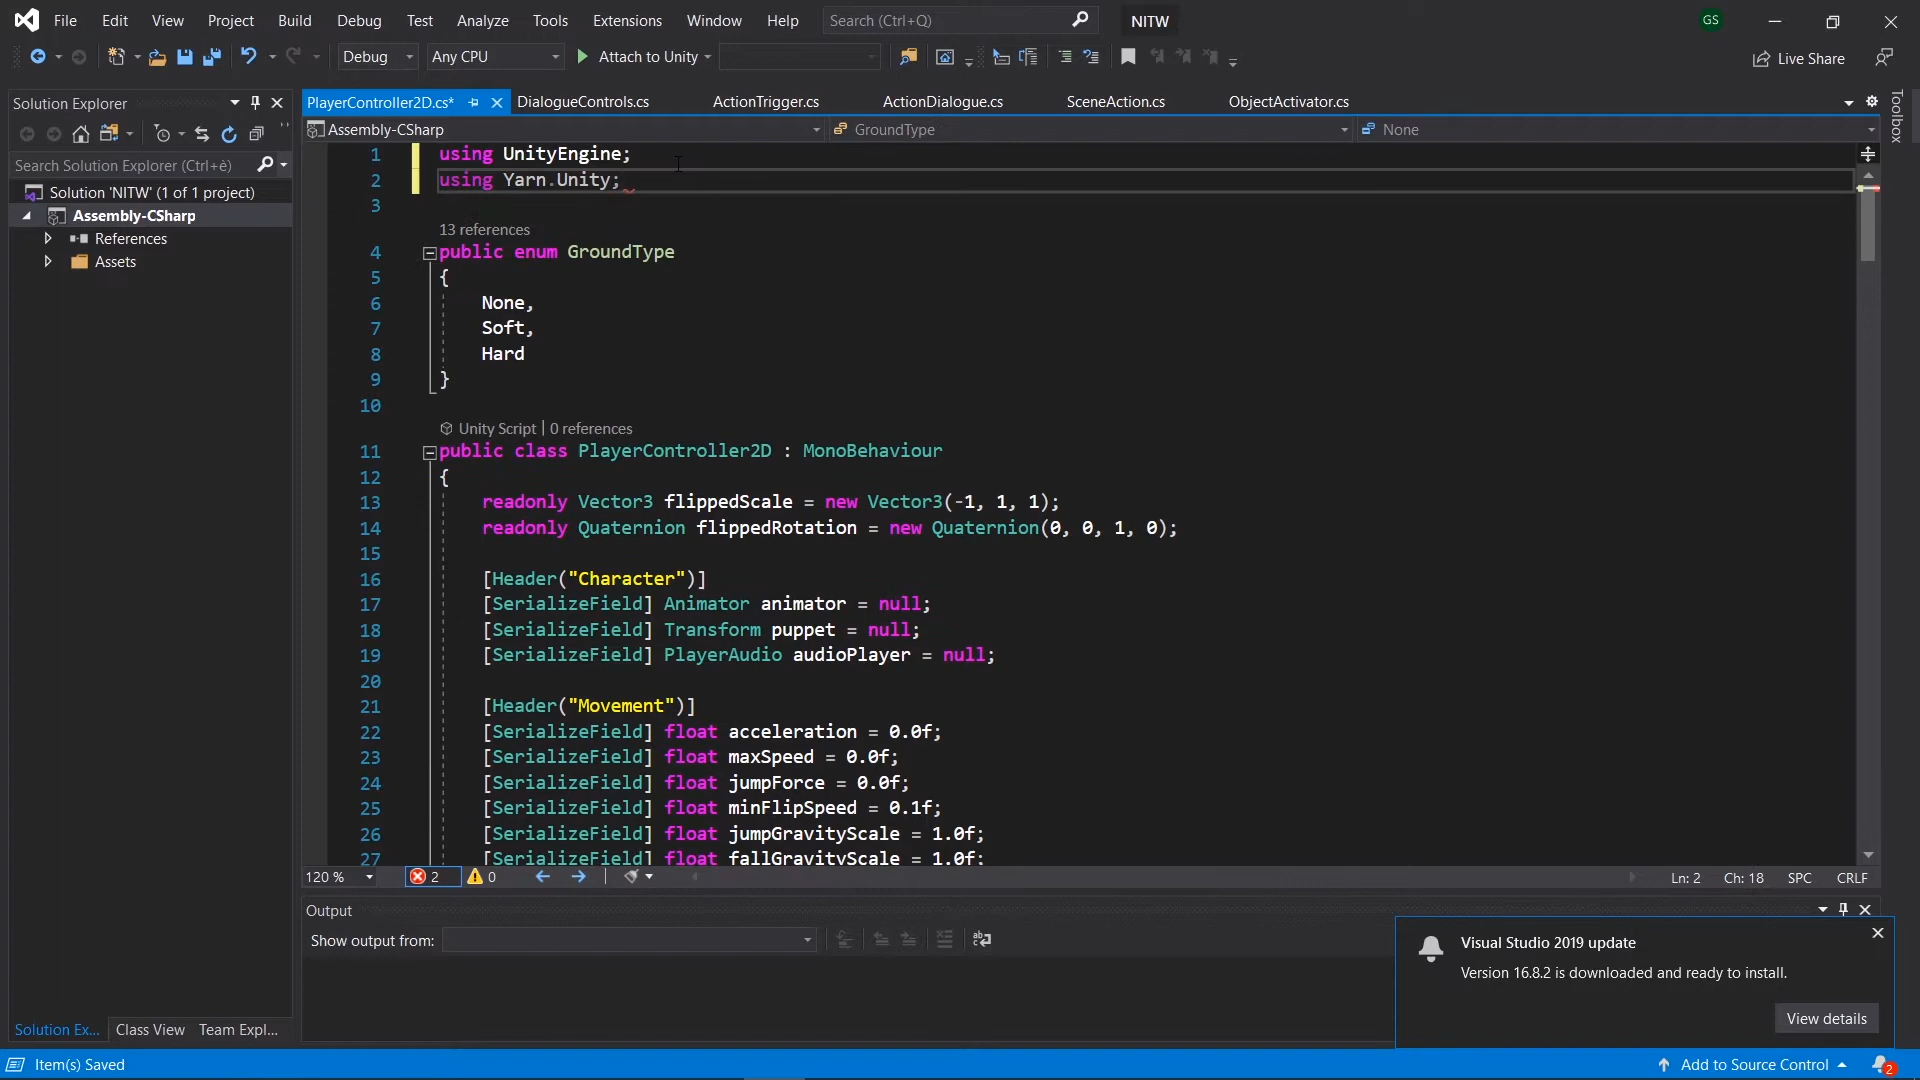 File Edit View Project Build Debug Test Analyze Tools Extensions Window Help Search (Ctrl+Q) NITW GS
Debug Any CPU Attach to Unity Live Share
Solution Explorer
Search Solution Explorer (Ctrl+è)
Solution 'NITW' (1 of 1 project)
Assembly-CSharp
References
Assets
PlayerController2D.cs* DialogueControls.cs ActionTrigger.cs ActionDialogue.cs SceneAction.cs ObjectActivator.cs
Toolbox
Assembly-CSharp GroundType None
1 using UnityEngine;
2 using Yarn.Unity;
3
13 references
4 public enum GroundType
5 {
6 None,
7 Soft,
8 Hard
9 }
10
Unity Script | 0 references
11 public class PlayerController2D : MonoBehaviour
12 {
13 readonly Vector3 flippedScale = new Vector3(-1, 1, 1);
14 readonly Quaternion flippedRotation = new Quaternion(0, 0, 1, 0);
15
16 [Header("Character")]
17 [SerializeField] Animator animator = null;
18 [SerializeField] Transform puppet = null;
19 [SerializeField] PlayerAudio audioPlayer = null;
20
21 [Header("Movement")]
22 [SerializeField] float acceleration = 0.0f;
23 [SerializeField] float maxSpeed = 0.0f;
24 [SerializeField] float jumpForce = 0.0f;
25 [SerializeField] float minFlipSpeed = 0.1f;
26 [SerializeField] float jumpGravityScale = 1.0f;
27 [SerializeField] float fallGravityScale = 1.0f;
120 % 2 0 Ln: 2 Ch: 18 SPC CRLF
Output
Show output from:
Visual Studio 2019 update
Version 16.8.2 is downloaded and ready to install.
View details
Solution Ex... Class View Team Expl...
Item(s) Saved Add to Source Control 2